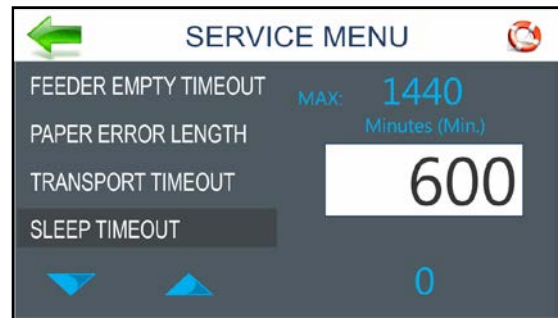 SERVICE MENU
FEEDER EMPTY TIMEOUT
PAPER ERROR LENGTH
TRANSPORT TIMEOUT
SLEEP TIMEOUT
MAX: 1440
Minutes (Min.)
600
0